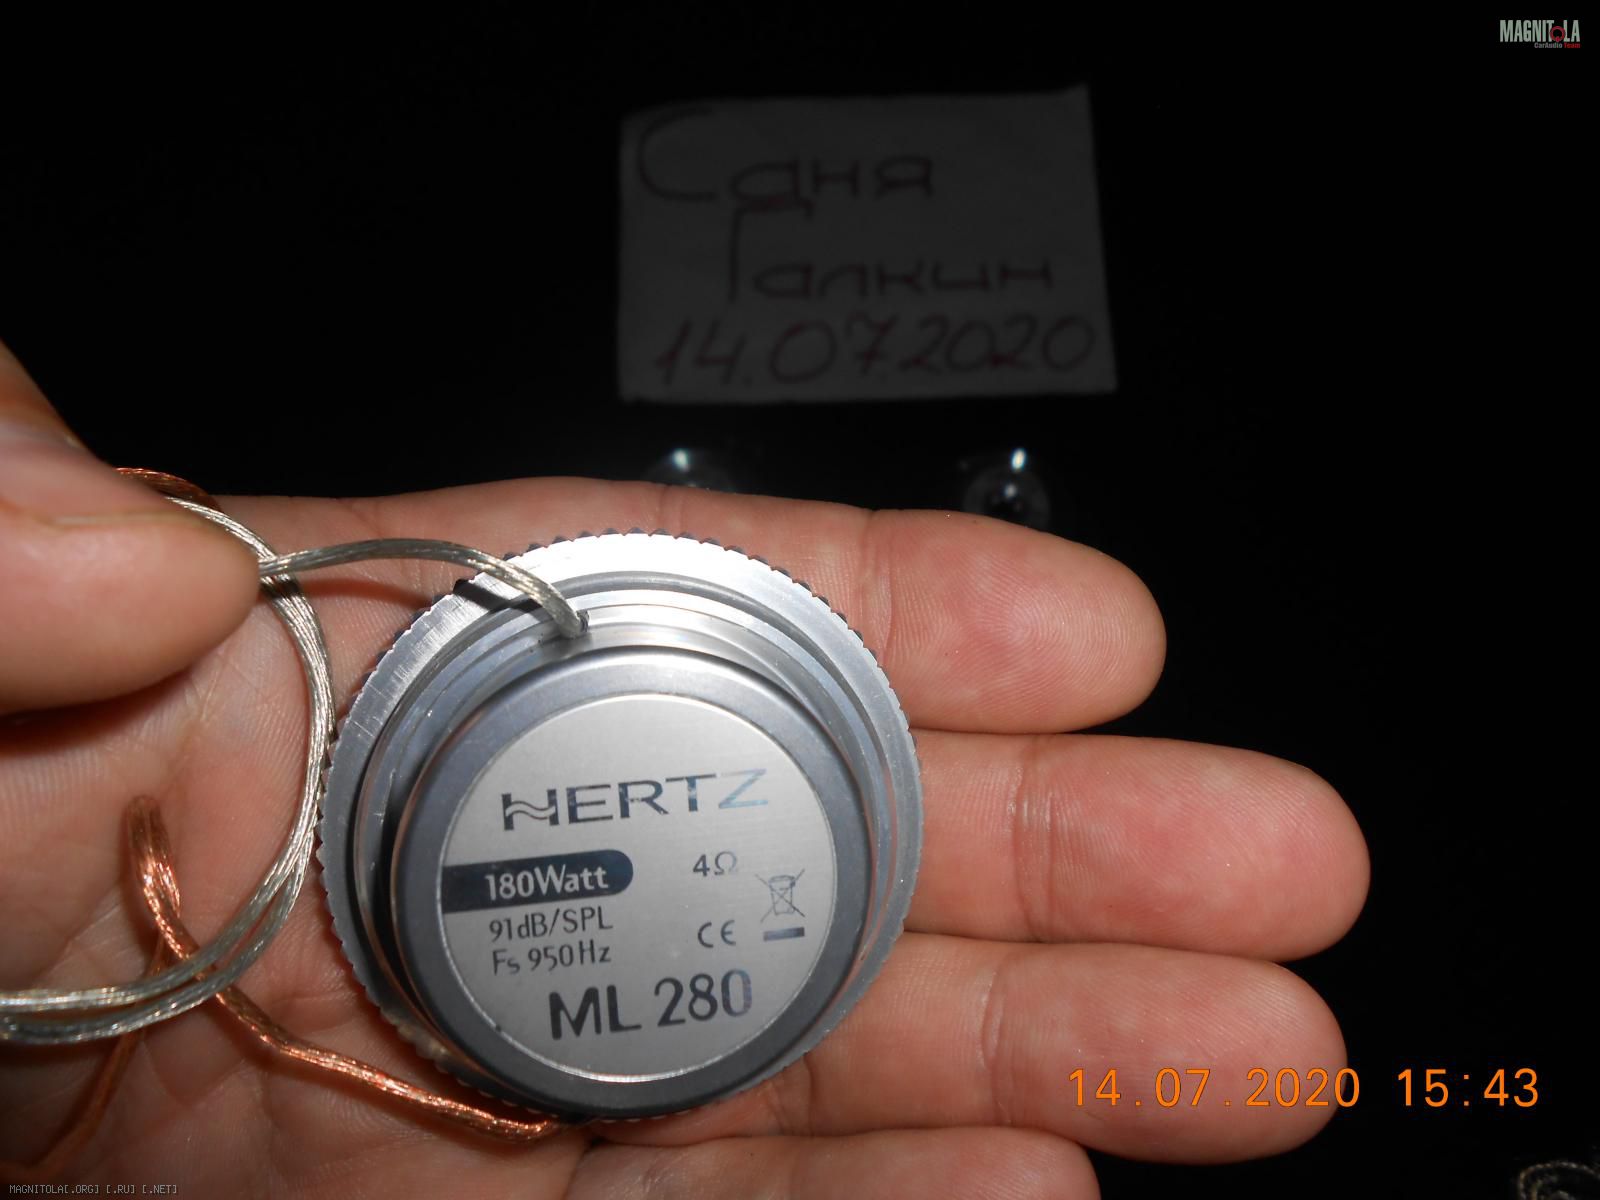 MAGNITOLA
CarAudio Team
Саня
Галкин
14.07.2020
HERTZ
180Watt
4Ω
91dB/SPL
CE
Fs 950Hz
ML 280
14.07.2020 15:43
MAGNITOLA[.ORG] [.RU] [.NET]